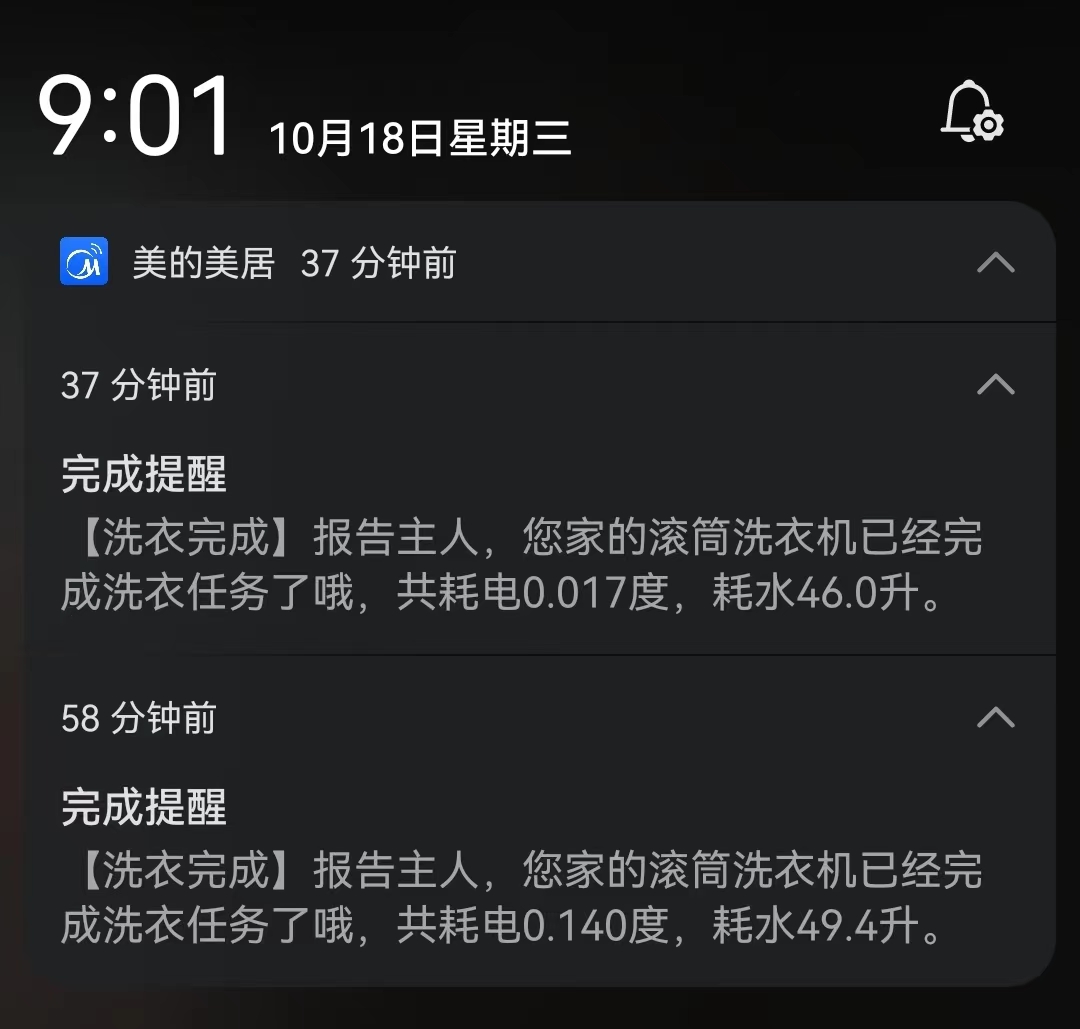 9:01 10月18日星期三
美的美居 37 分钟前
37 分钟前
完成提醒
【洗衣完成】报告主人，您家的滚筒洗衣机已经完
成洗衣任务了哦，共耗电0.017度，耗水46.0升。
58 分钟前
完成提醒
【洗衣完成】报告主人，您家的滚筒洗衣机已经完
成洗衣任务了哦，共耗电0.140度，耗水49.4升。